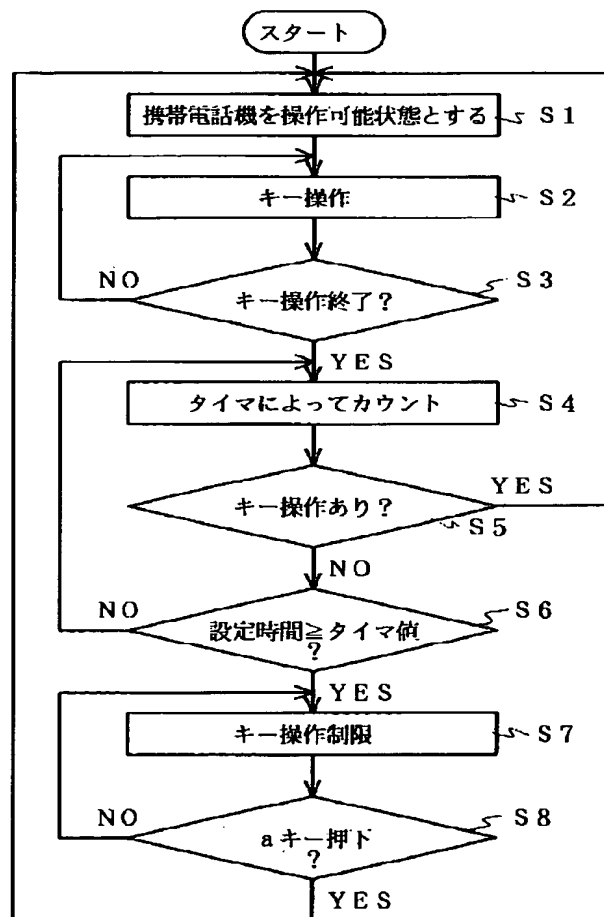 スタート
携帯電話機を操作可能状態とする
S1
キー操作
S2
NO
キー操作終了?
S3
YES
タイマによってカウント
S4
キー操作あり?
YES
S5
NO
NO
設定時間≧タイマ値
?
S6
YES
キー操作制限
S7
NO
aキー押下
?
S8
YES